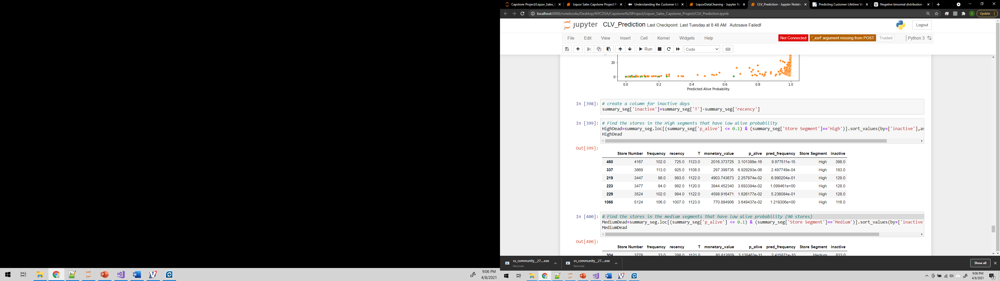 Capstone Project/Liquor_Sales_C
Liquor Sales Capstone Project Pr
Understanding the Customer Lif
LiquorDataCleaning - Jupyter No
CLV_Prediction - Jupyter Notebo
Predicting Customer Lifetime Va
Negative binomial distribution -
localhost:8888/notebooks/Desktop/NYCDSA/Capstone%20Project/Liquor_Sales_Capstone_Project/CLV_Prediction.ipynb
I
Update
jupyter CLV_Prediction Last Checkpoint: Last Tuesday at 8:48 AM Autosave Failed!
Logout
File Edit View Insert Cell Kernel Widgets Help
Not Connected '_xsrf' argument missing from POST Trusted Python 3
Run Code
20
0
0.0 0.2 0.4 0.6 0.8 1.0
Predicted Alive Probability
In [398]: # create a column for inactive days
summary_seg['inactive']=summary_seg['T']-summary_seg['recency']
In [399]: # Find the stores in the High segments that have low alive probability
HighDead=summary_seg.loc[(summary_seg['p_alive'] <= 0.1) & (summary_seg['Store Segment']=='High')].sort_values(by=['inactive'],as
HighDead
Out[399]:
Store Number frequency recency T monetary_value p_alive pred_frequency Store Segment inactive
460 4167 102.0 725.0 1123.0 2016.373725 3.101399e-16 9.977511e-15 High 398.0
337 3869 113.0 925.0 1108.0 297.399735 6.929293e-06 2.497749e-04 High 183.0
219 3447 98.0 993.0 1122.0 4903.743673 2.257974e-02 6.990204e-01 High 129.0
223 3477 94.0 992.0 1120.0 3944.452340 3.693394e-02 1.099461e+00 High 128.0
229 3524 102.0 994.0 1122.0 4598.916471 1.626177e-02 5.236084e-01 High 128.0
1066 5124 106.0 1007.0 1123.0 770.884906 3.649437e-02 1.219306e+00 High 116.0
In [400]: # Find the stores in the medium segments that have low alive probability (90 stores)
MediumDead=summary_seg.loc[(summary_seg['p_alive'] <= 0.1) & (summary_seg['Store Segment']=='Medium')].sort_values(by=['inactive'
MediumDead
Out[400]:
Store Number frequency recency T monetary_value p_alive pred_frequency Store Segment inactive
304 3778 23.0 298.0 1121.0 80.812609 3.138463e-11 2.415871e-10 Medium 823.0
vs_community__27....exe
Removed
vs_community__27....exe
Removed
Show all
9:06 PM
4/8/2021
9:06 PM
4/8/2021